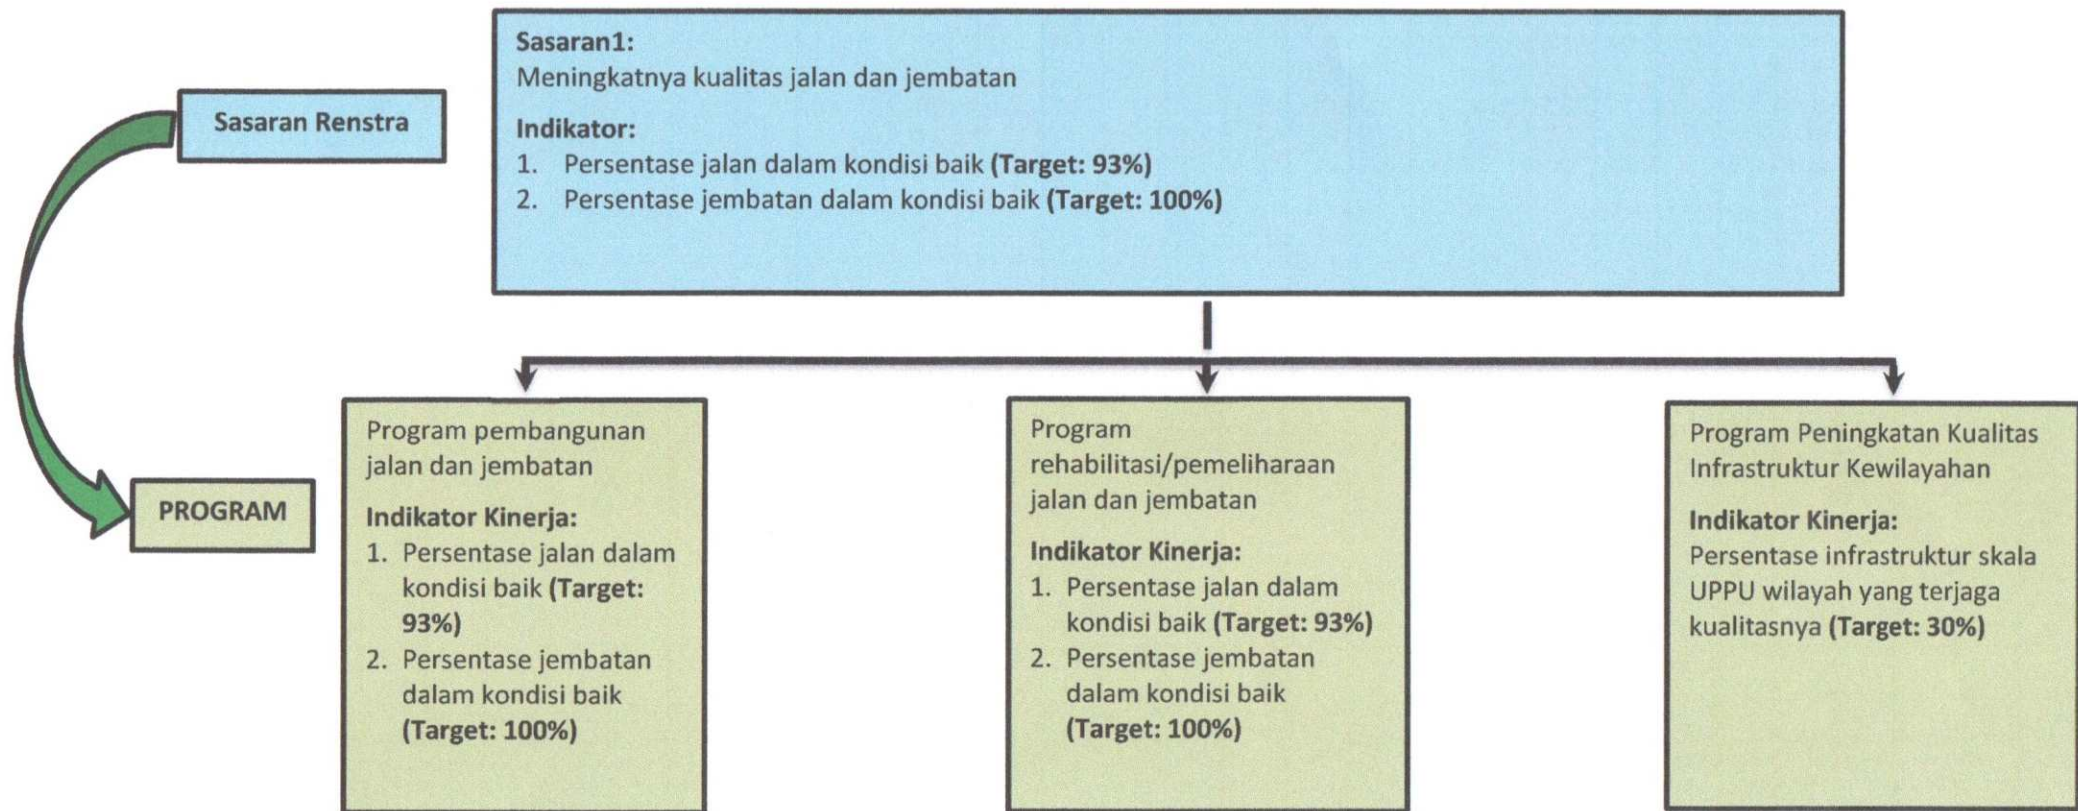 Sasaran1:
Meningkatnya kualitas jalan dan jembatan
Indikator:
1. Persentase jalan dalam kondisi baik (Target: 93%)
2. Persentase jembatan dalam kondisi baik (Target: 100%)
Sasaran Renstra
PROGRAM
Program pembangunan
jalan dan jembatan
Indikator Kinerja:
1. Persentase jalan dalam
kondisi baik (Target:
93%)
2. Persentase jembatan
dalam kondisi baik
(Target: 100%)
Program
rehabilitasi/pemeliharaan
jalan dan jembatan
Indikator Kinerja:
1. Persentase jalan dalam
kondisi baik (Target: 93%)
2. Persentase jembatan
dalam kondisi baik
(Target: 100%)
Program Peningkatan Kualitas
Infrastruktur Kewilayahan
Indikator Kinerja:
Persentase infrastruktur skala
UPPU wilayah yang terjaga
kualitasnya (Target: 30%)